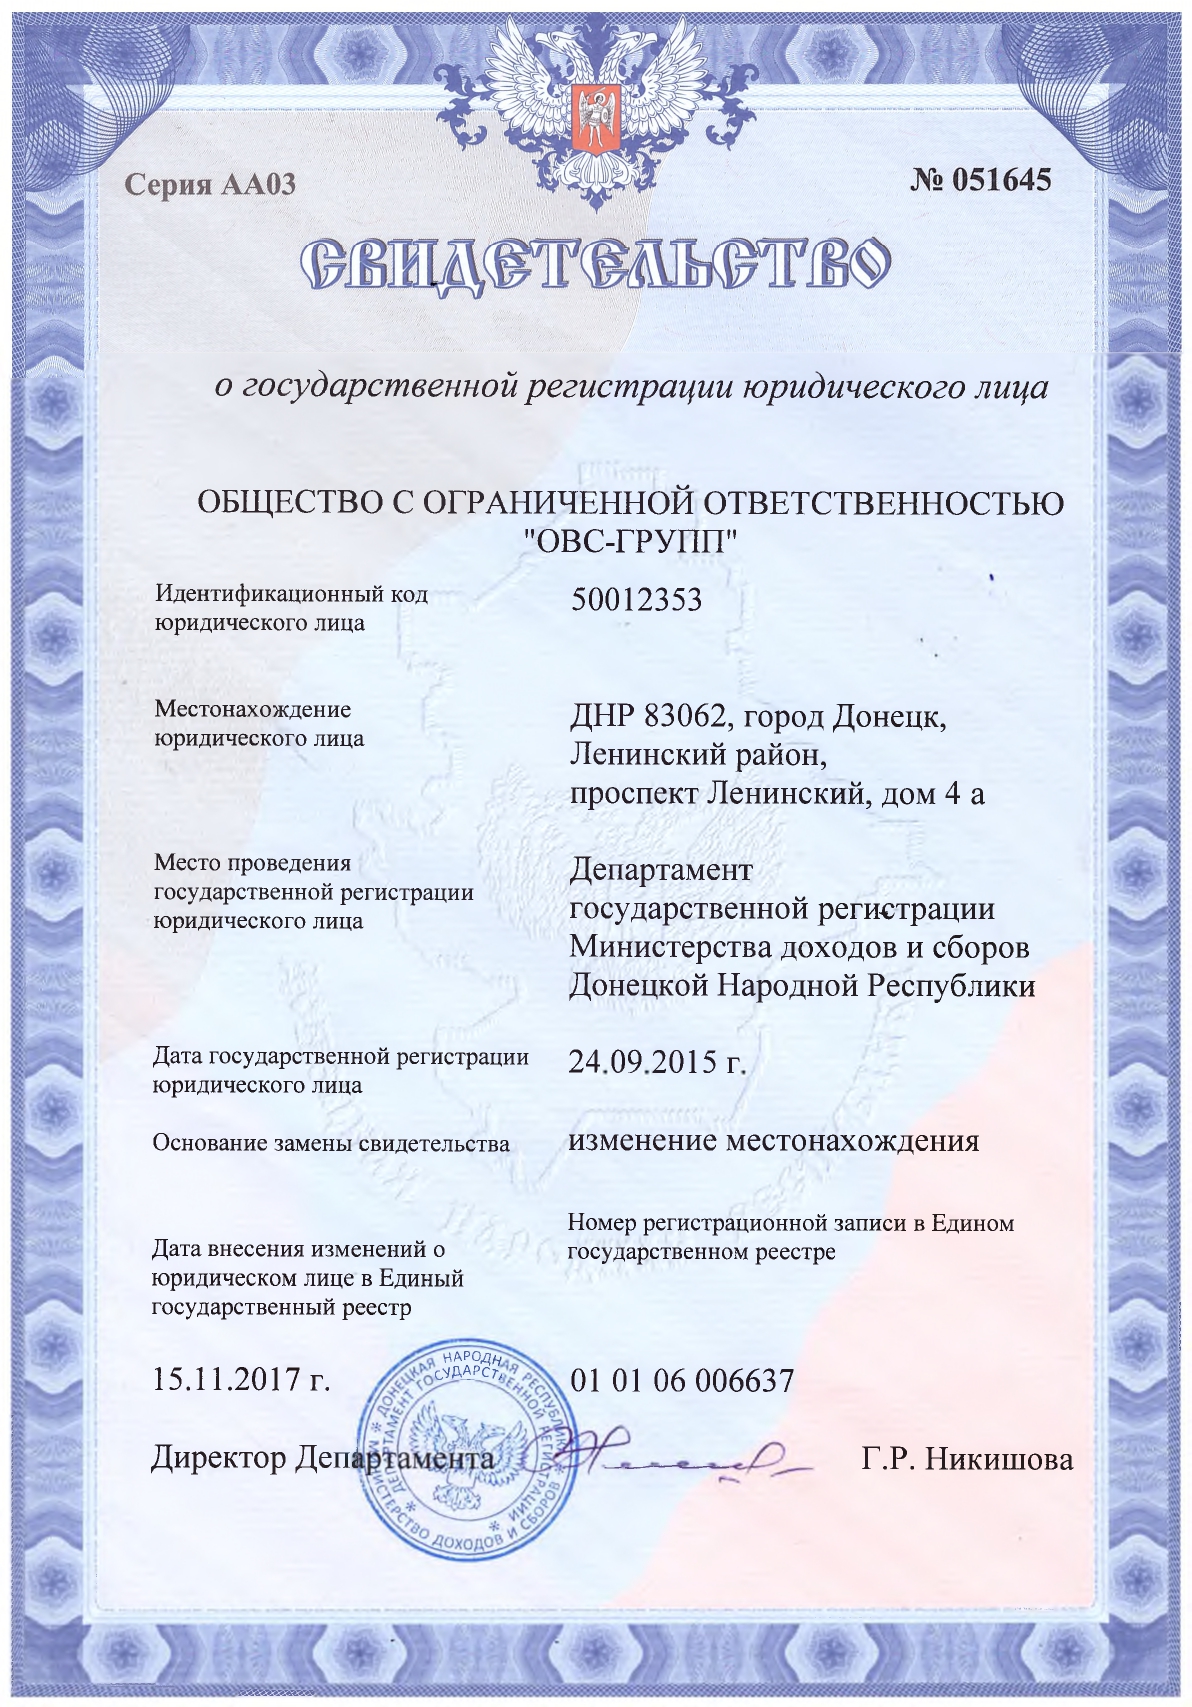 Серия АА03
№ 051645
СВИДЕТЕЛЬСТВО
о государственной регистрации юридического лица
ОБЩЕСТВО С ОГРАНИЧЕННОЙ ОТВЕТСТВЕННОСТЬЮ
"ОВС-ГРУПП"
Идентификационный код
юридического лица
50012353
Местонахождение
юридического лица
ДНР 83062, город Донецк,
Ленинский район,
проспект Ленинский, дом 4 а
Место проведения
государственной регистрации
юридического лица
Департамент
государственной регистрации
Министерства доходов и сборов
Донецкой Народной Республики
Дата государственной регистрации
юридического лица
24.09.2015 г.
Основание замены свидетельства
изменение местонахождения
Дата внесения изменений о
юридическом лице в Единый
государственный реестр
Номер регистрационной записи в Едином
государственном реестре
15.11.2017 г.
01 01 06 006637
ДОНЕЦКАЯ НАРОДНАЯ РЕСПУБЛИКА
МИНИСТЕРСТВО ДОХОДОВ И СБОРОВ
ДЕПАРТАМЕНТ ГОСУДАРСТВЕННОЙ РЕГИСТРАЦИИ
Директор Департамента
Г.Р. Никишова